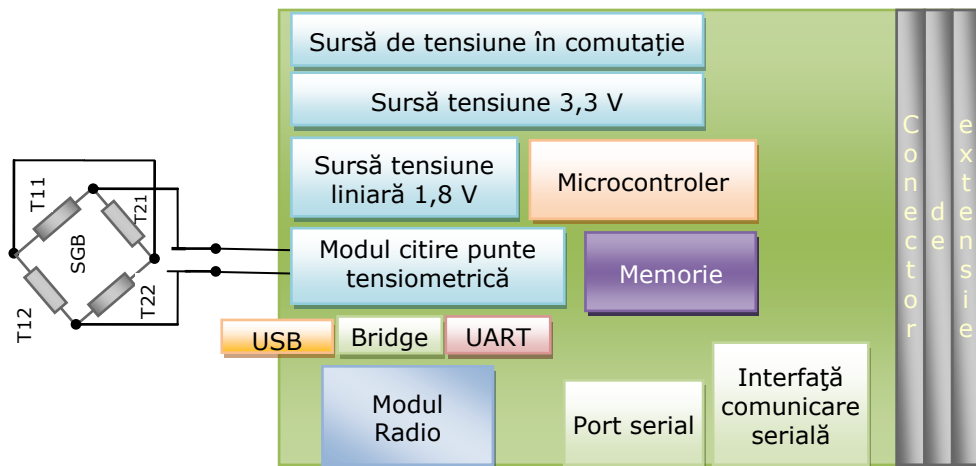 Sursă de tensiune în comutație
Sursă tensiune 3,3 V
Sursă tensiune
liniară 1,8 V
Microcontroler
Modul citire punte
tensiometrică
Memorie
T11
T21
SGB
T12
T22
USB
Bridge
UART
Modul
Radio
Port serial
Interfaţă
comunicare
serială
Conector
de
extensie